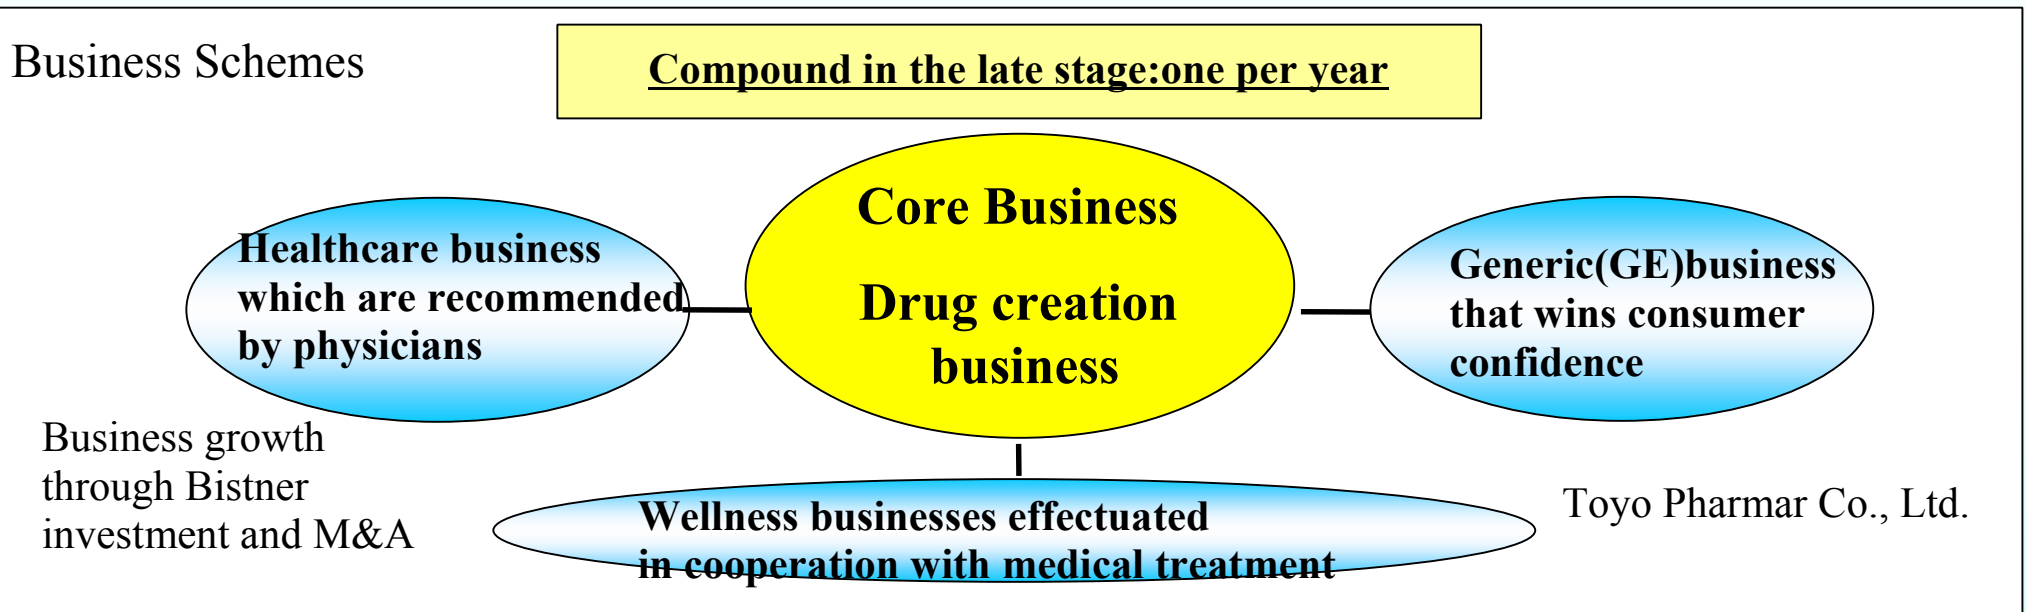 Business Schemes
Compound in the late stage:one per year
Core Business
Drug creation
business
Healthcare business
which are recommended
by physicians
Generic(GE)business
that wins consumer
confidence
Business growth
through Bistner
investment and M&A
Wellness businesses effectuated
in cooperation with medical treatment
Toyo Pharmar Co., Ltd.